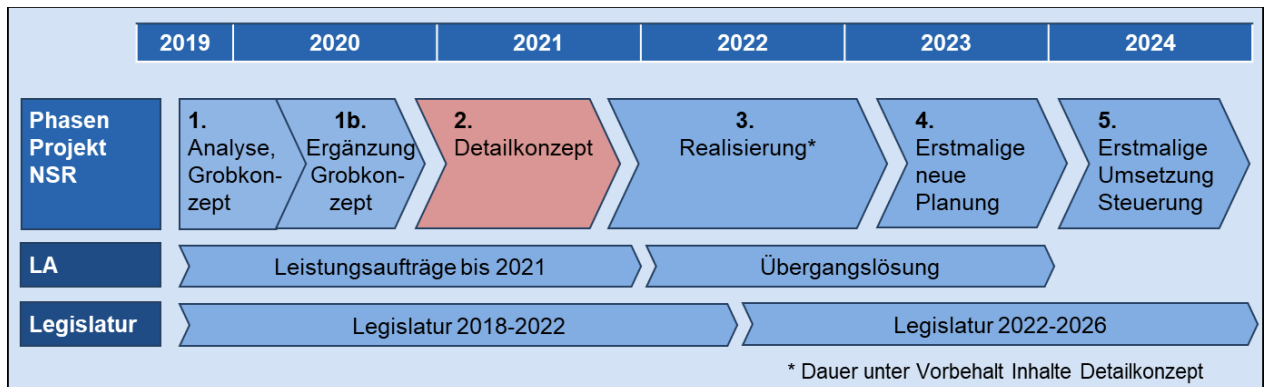 2019 2020 2021 2022 2023 2024
Phasen
Projekt
NSR
1.
Analyse,
Grobkon-
zept
1b.
Ergänzung
Grobkon-
zept
2.
Detailkonzept
3.
Realisierung*
4.
Erstmalige
neue
Planung
5.
Erstmalige
Umsetzung
Steuerung
LA
Leistungsaufträge bis 2021
Übergangslösung
Legislatur
Legislatur 2018-2022
Legislatur 2022-2026
* Dauer unter Vorbehalt Inhalte Detailkonzept